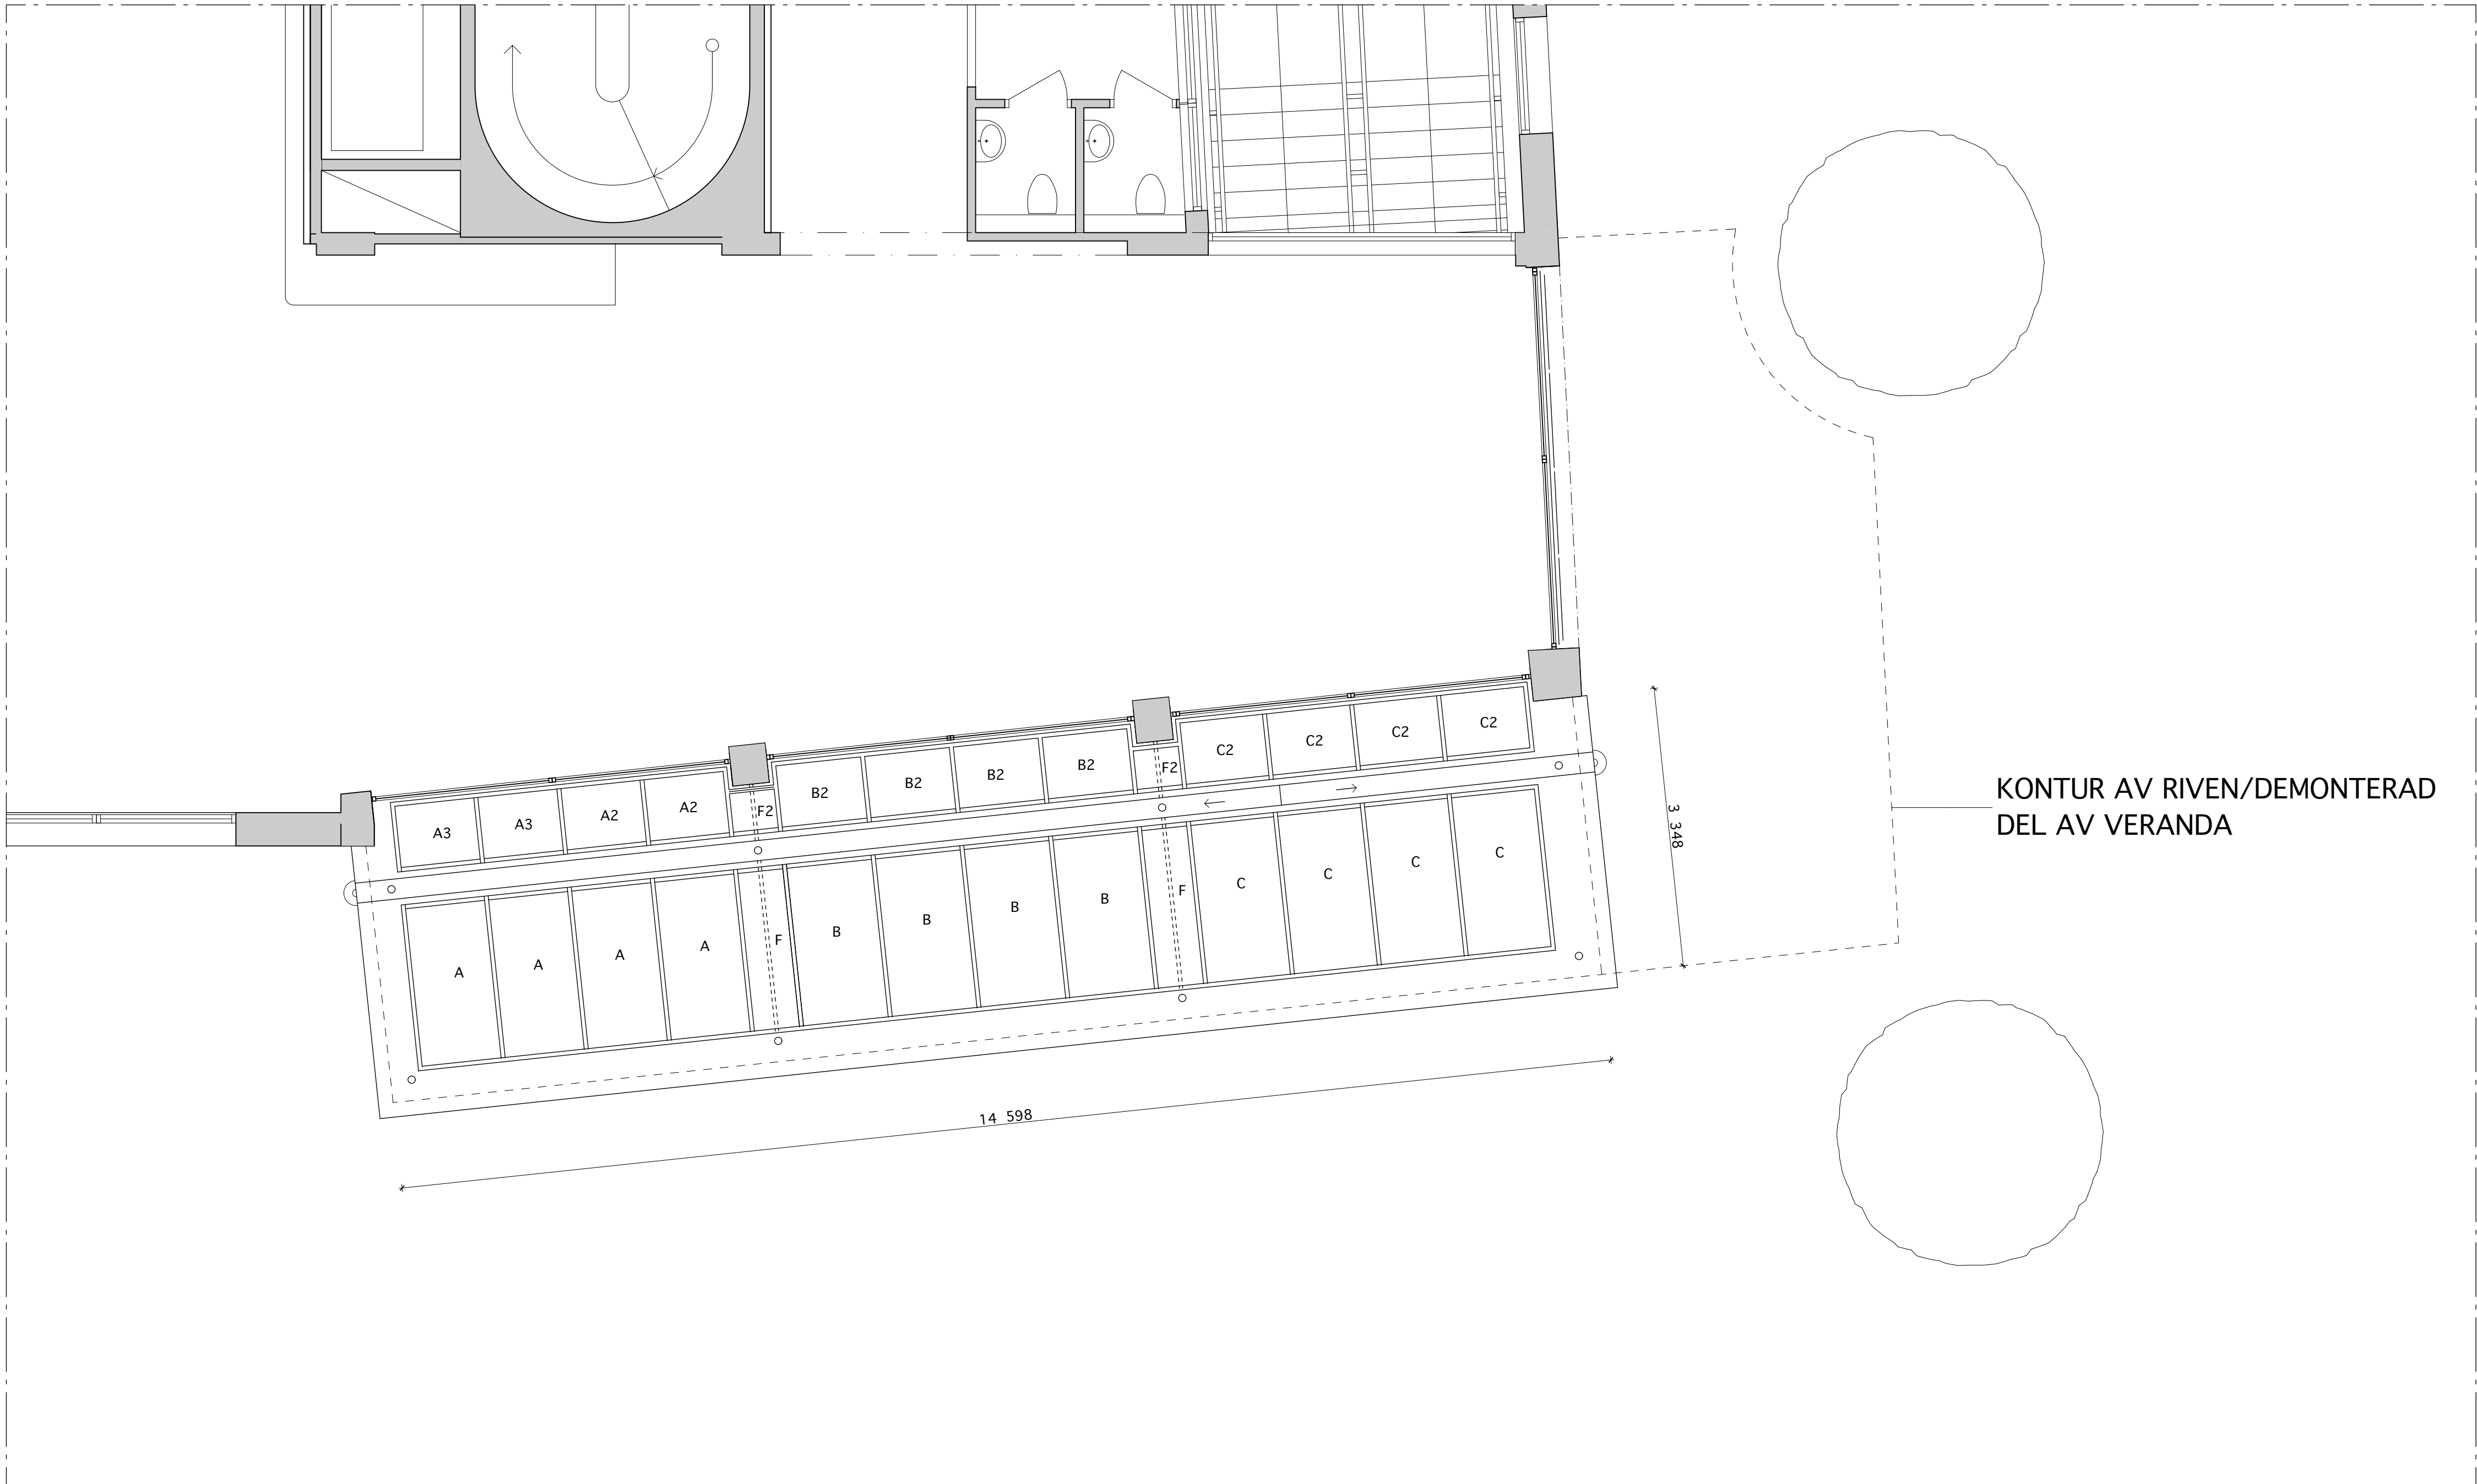 C2
C2
C2
C2
B2
B2
B2
B2
F2
A3
A3
A2
A2
F2
KONTUR AV RIVEN/DEMONTERAD
DEL AV VERANDA
3 348
A
A
A
A
F
B
B
B
B
F
C
C
C
C
14 598